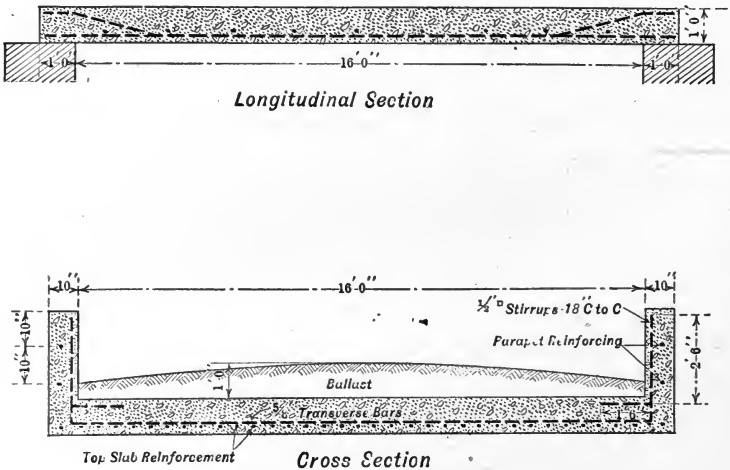 1'-0"
1'-0"
16'-0"
1'-0"
Longitudinal Section
10"
16'-0"
10"
½"▫ Stirrups-18" C to C
Parapet Reinforcing
10"
10"
1'-0"
2'-6"
Ballast
Transverse Bars
1'-0"
Top Slab Reinforcement
Cross Section